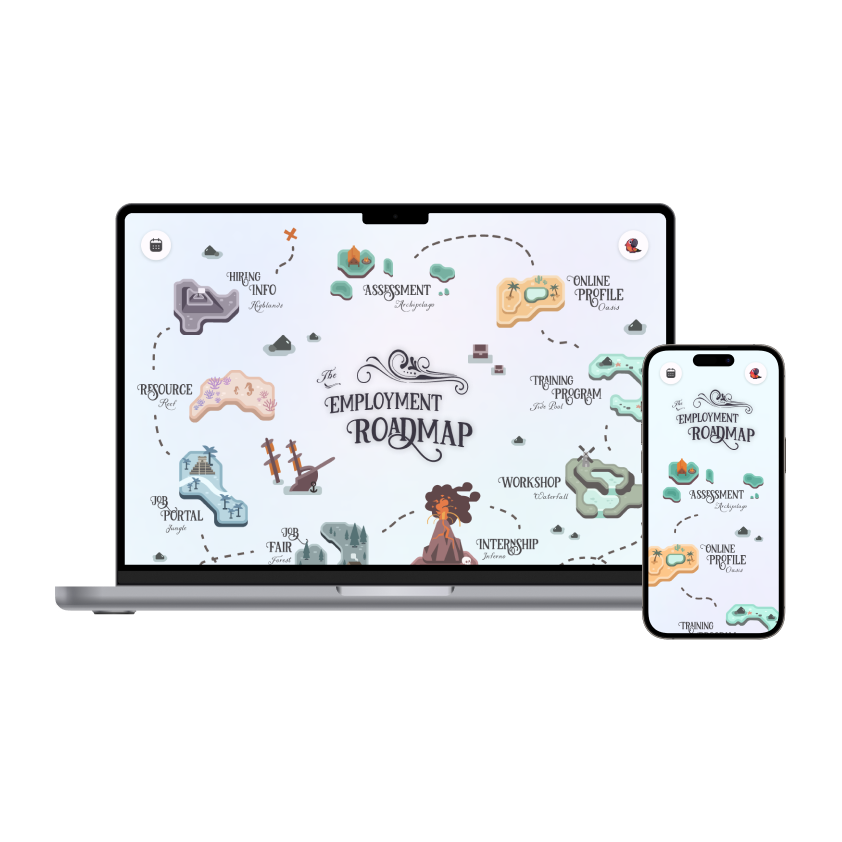 HIRING
INFO
Highlands
ASSESSMENT
Archipelago
ONLINE
PROFILE
Oasis
RESOURCE
Reef
The
EMPLOYMENT
ROADMAP
TRAINING
PROGRAM
Tide Pool
JOB
PORTAL
Jungle
WORKSHOP
Waterfall
JOB
FAIR
Forest
INTERNSHIP
Inferno
The
EMPLOYMENT
ROADMAP
ASSESSMENT
Archipelago
ONLINE
PROFILE
Oasis
TRAINING